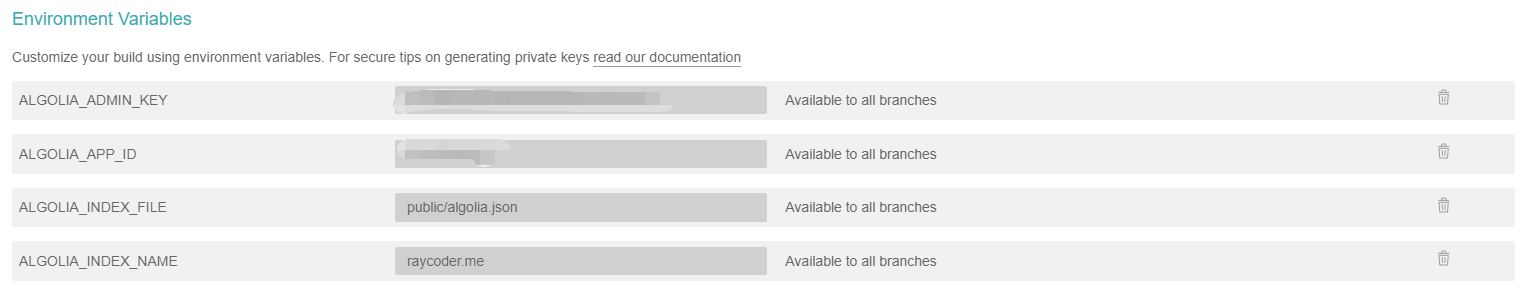 Environment Variables
Customize your build using environment variables. For secure tips on generating private keys read our documentation
ALGOLIA_ADMIN_KEY Available to all branches
ALGOLIA_APP_ID Available to all branches
ALGOLIA_INDEX_FILE public/algolia.json Available to all branches
ALGOLIA_INDEX_NAME raycoder.me Available to all branches